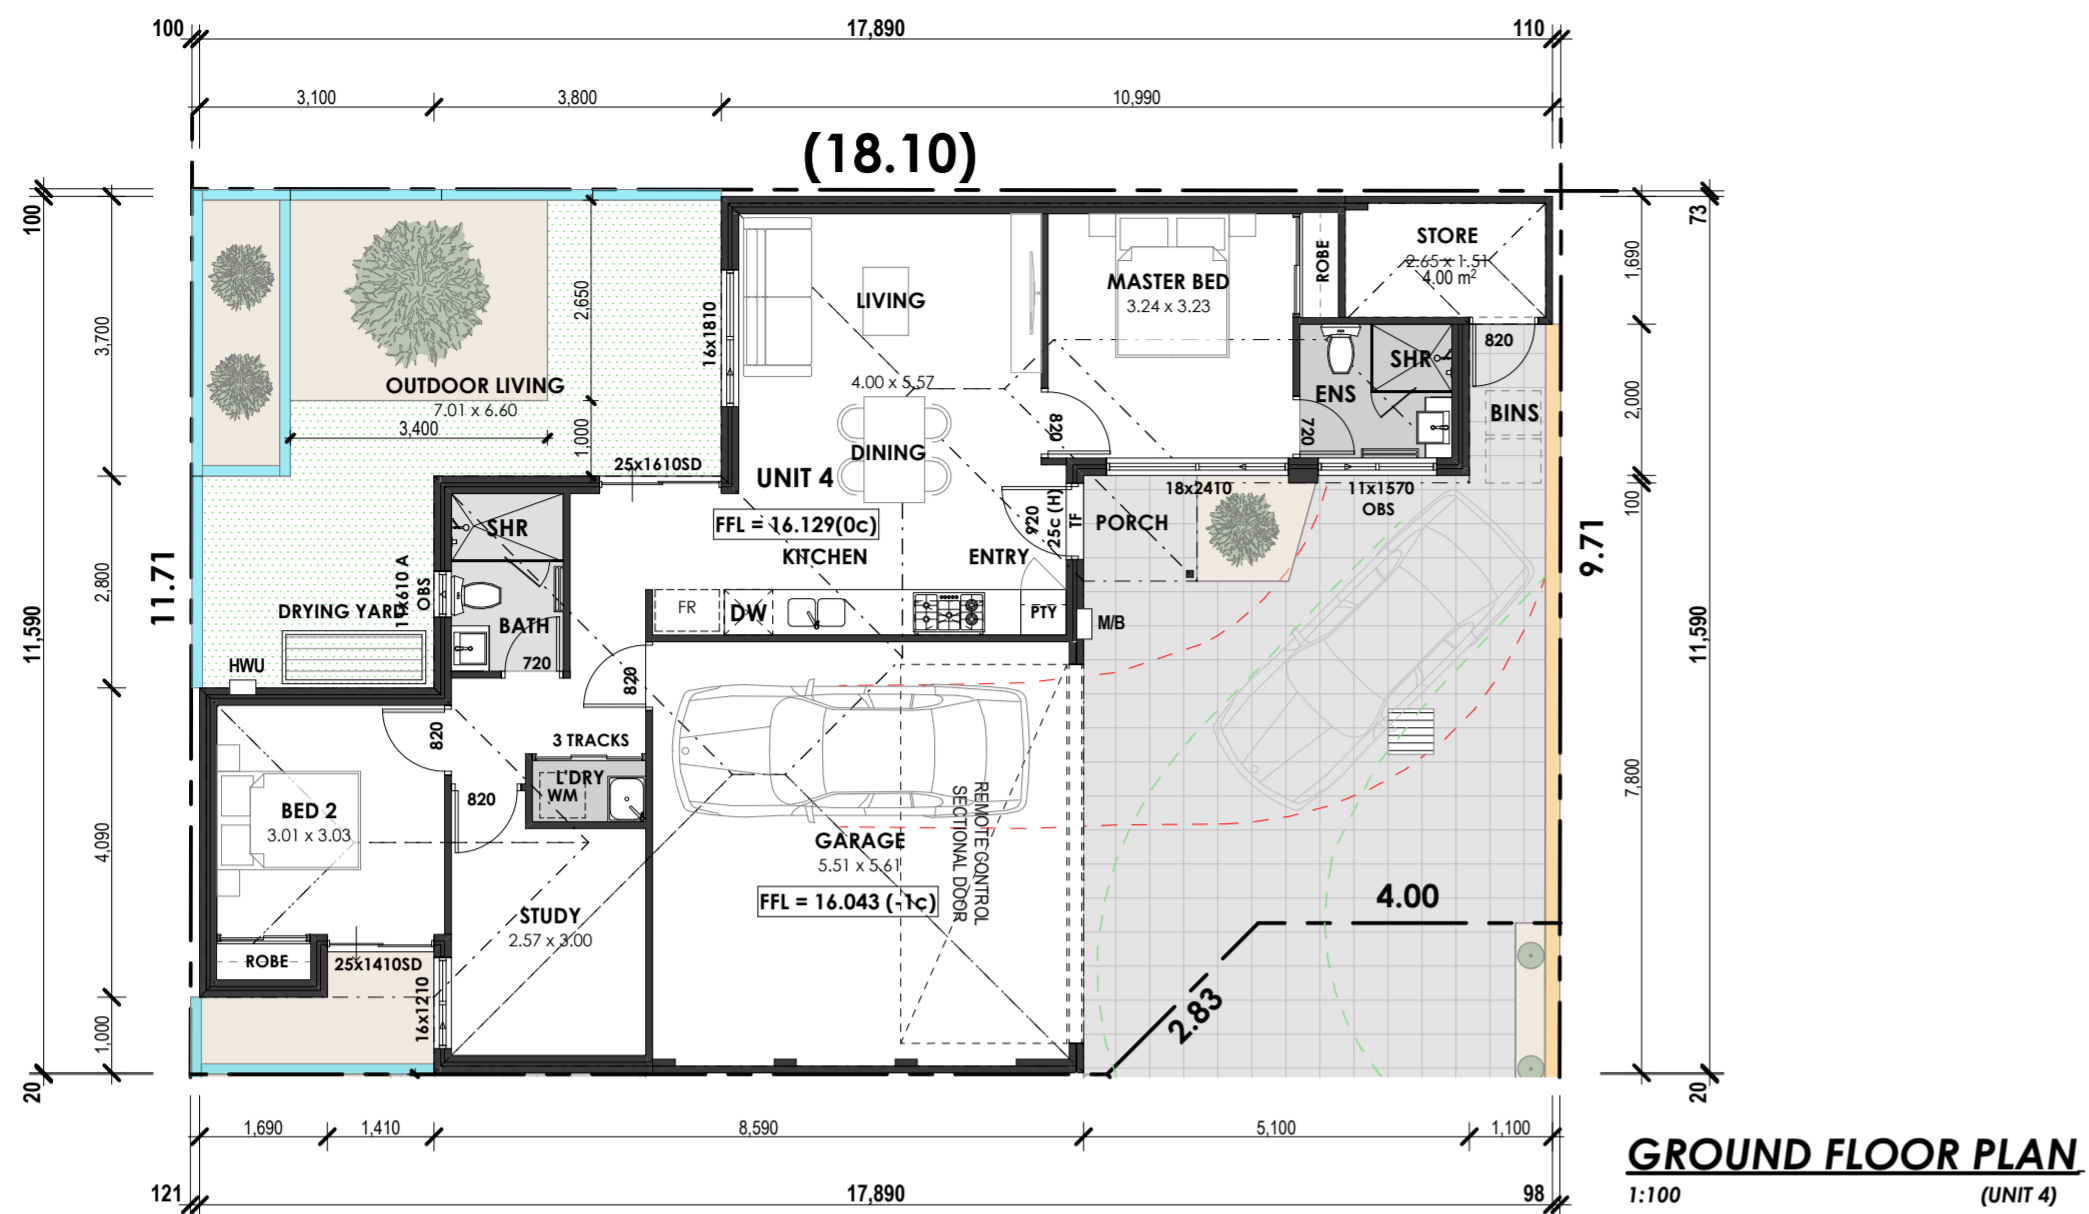 100
17,890
110
3,100
3,800
10,990
(18.10)
100
3,700
11,590
2,800
4,090
1,000
20
11.71
73
1,690
2,000
100
11,590
7,800
20
9.71
STORE
2.65 x 1.51
4.00 m²
ROBE
MASTER BED
3.24 x 3.23
LIVING
16x1810
2,650
1,000
OUTDOOR LIVING
7.01 x 6.60
3,400
4.00 x 5.57
DINING
820
ENS
SHR
720
820
BINS
25x1610SD
UNIT 4
FFL = 16.129(0c)
KITCHEN
ENTRY
920
25c (H)
TF
PORCH
18x2410
11x1570
OBS
SHR
OBS
DRYING YARD
BATH
720
HWU
FR
DW
PTY
M/B
820
820
3 TRACKS
L'DRY
WM
820
BED 2
3.01 x 3.03
GARAGE
5.51 x 5.61
FFL = 16.043 (-1c)
REMOTE CONTROL
SECTIONAL DOOR
STUDY
2.57 x 3.00
ROBE
25x1410SD
16x1210
4.00
2.83
1,690
1,410
8,590
5,100
1,100
121
17,890
98
GROUND FLOOR PLAN
1:100
(UNIT 4)